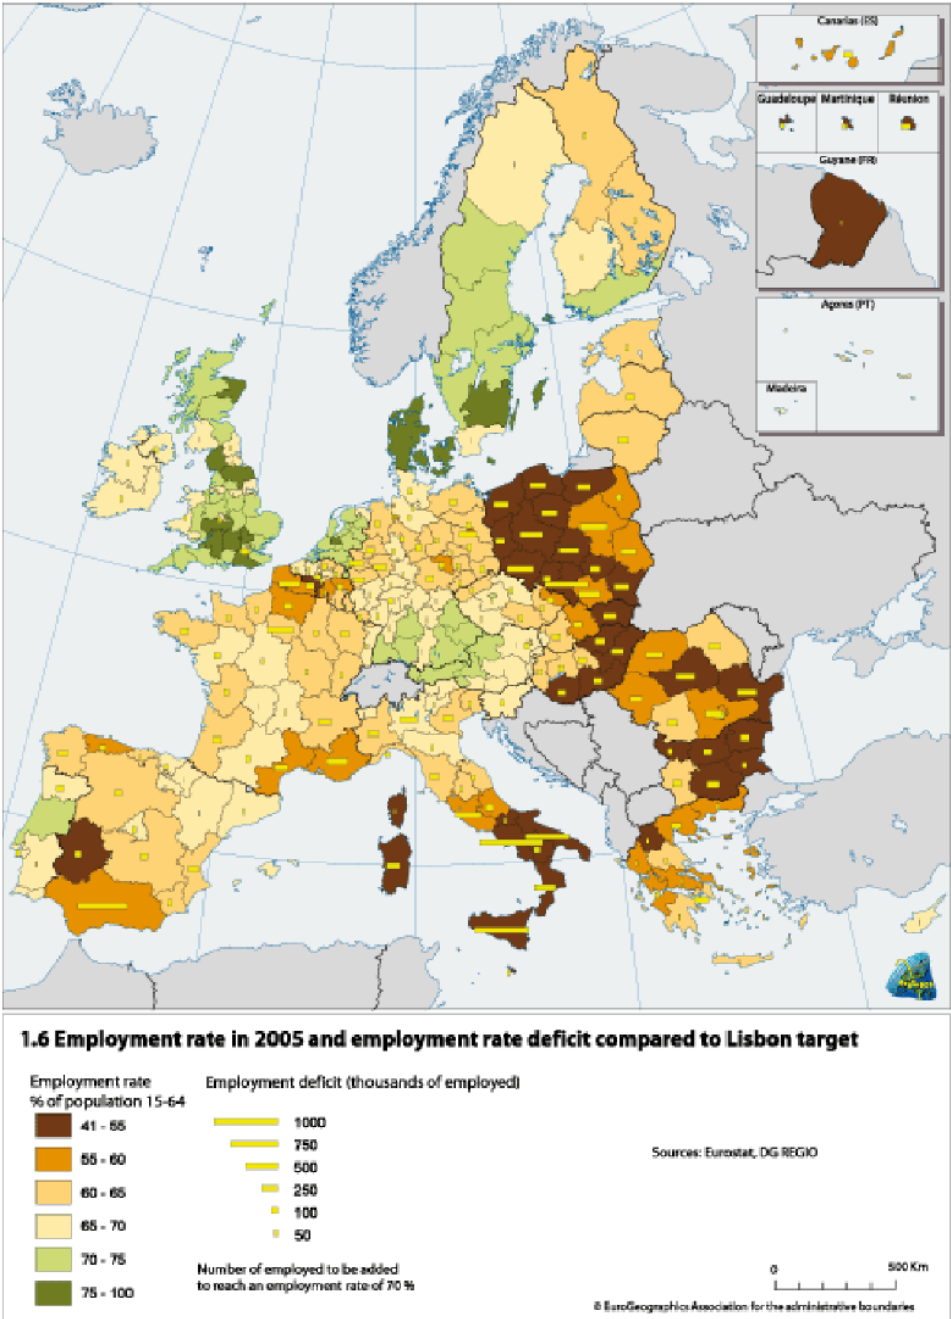 Canarias (ES)
Guadeloupe Martinique Réunion
Guyane (FR)
Açores (PT)
Madeira
1.6 Employment rate in 2005 and employment rate deficit compared to Lisbon target
Employment rate
% of population 15-64
41 - 55
55 - 60
60 - 65
65 - 70
70 - 75
75 - 100
Employment deficit (thousands of employed)
1000
750
500
250
100
50
Number of employed to be added
to reach an employment rate of 70 %
Sources: Eurostat, DG REGIO
0 500 Km
© EuroGeographics Association for the administrative boundaries